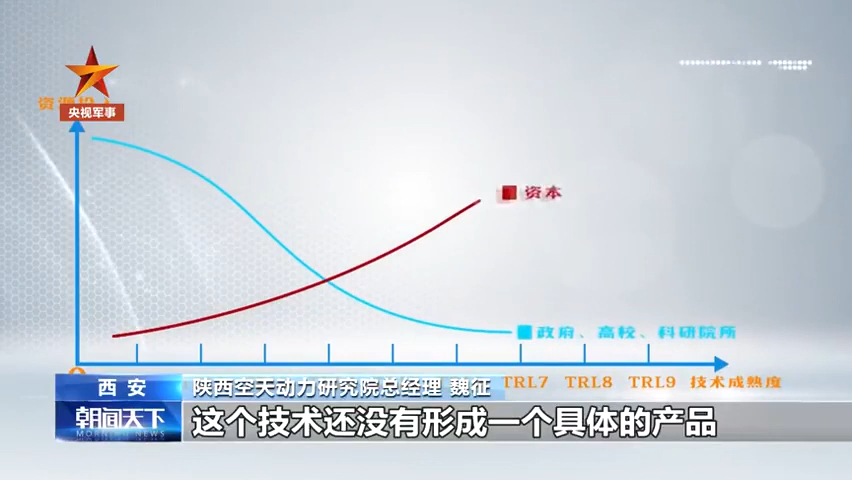 央视军事
资本
政府、高校、科研院所
TRL7 TRL8 TRL9 技术成熟度
西安
陕西空天动力研究院总经理 魏征
朝闻天下
MORNING NEWS
这个技术还没有形成一个具体的产品